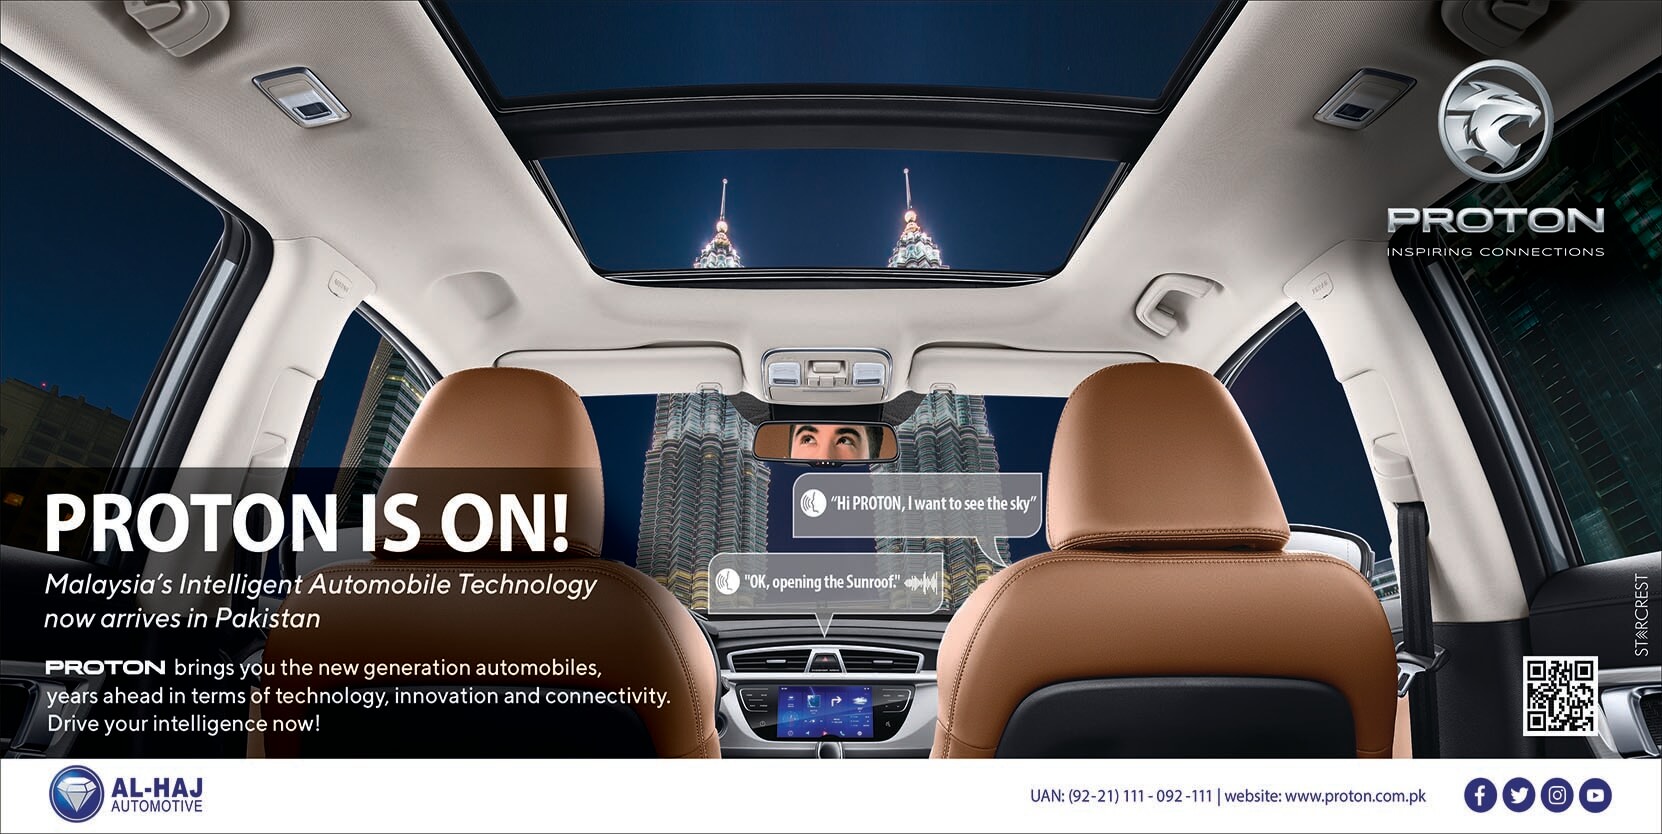 PROTON
INSPIRING CONNECTIONS
"Hi PROTON, I want to see the sky"
"OK, opening the Sunroof."
PROTON IS ON!
Malaysia's Intelligent Automobile Technology
now arrives in Pakistan
PROTON brings you the new generation automobiles,
years ahead in terms of technology, innovation and connectivity.
Drive your intelligence now!
STARCREST
AL-HAJ
AUTOMOTIVE
UAN: (92-21) 111 - 092 -111 | website: www.proton.com.pk